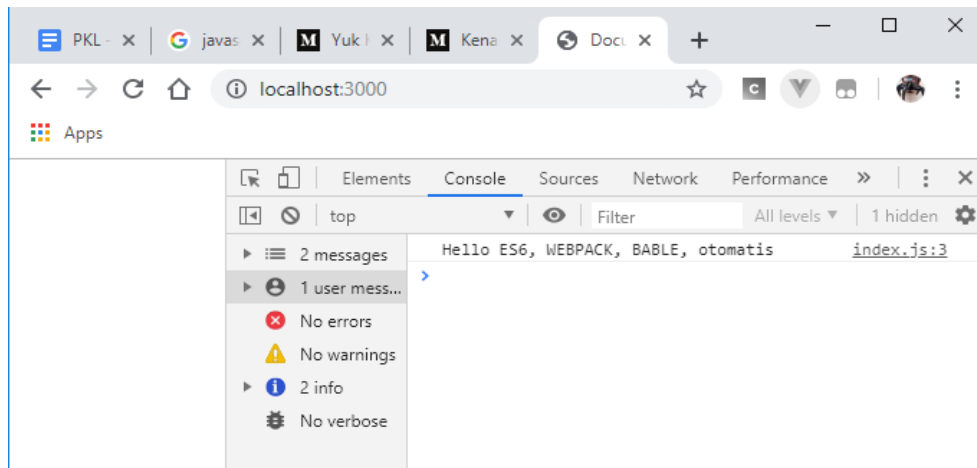 PKL - javas Yuk Kena Docu
localhost:3000
Apps
Elements Console Sources Network Performance »
top Filter All levels ▼ 1 hidden
2 messages
Hello ES6, WEBPACK, BABLE, otomatis index.js:3
1 user mess...
No errors
No warnings
2 info
No verbose